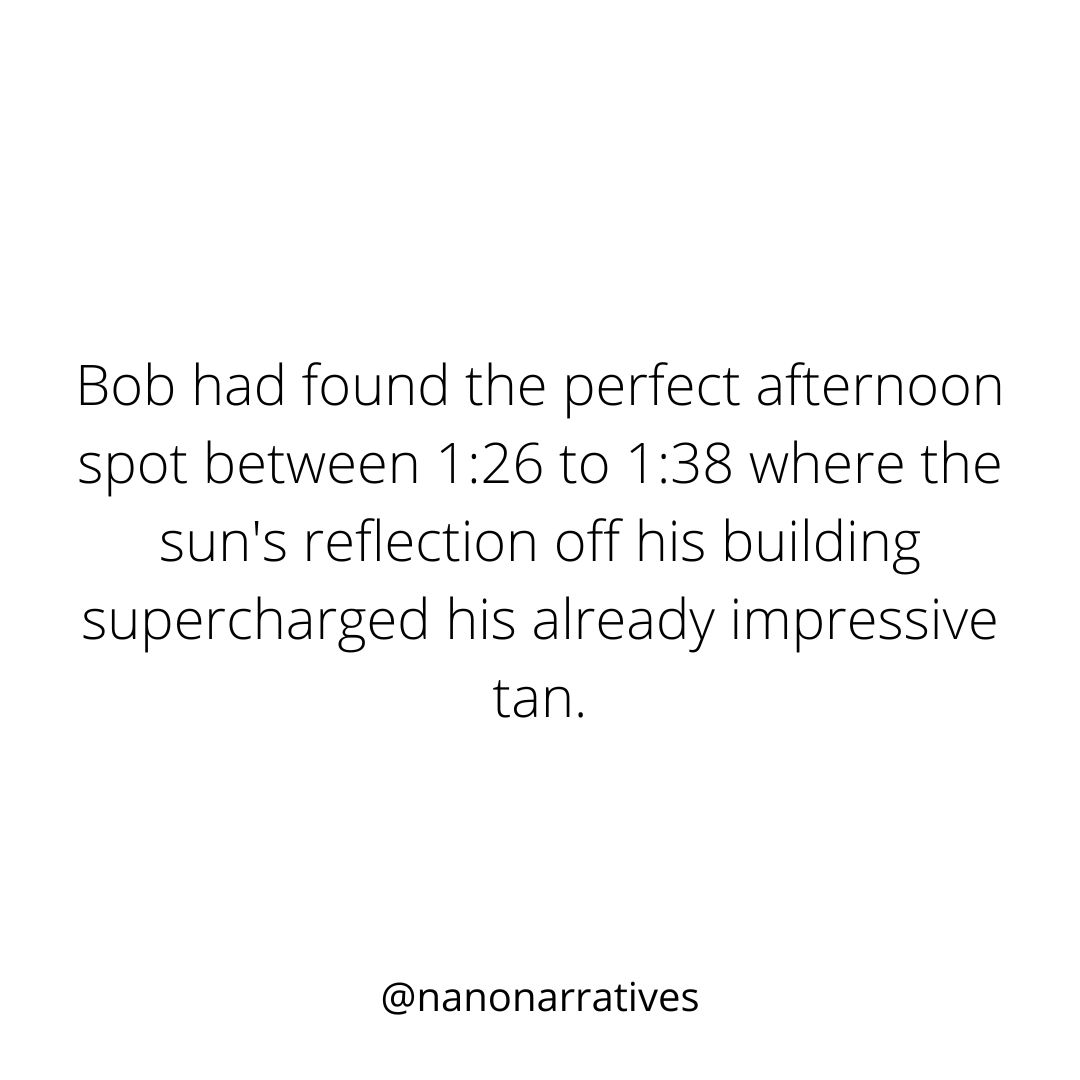 Bob had found the perfect afternoon
spot between 1:26 to 1:38 where the
sun's reflection off his building
supercharged his already impressive
tan.
@nanonarratives